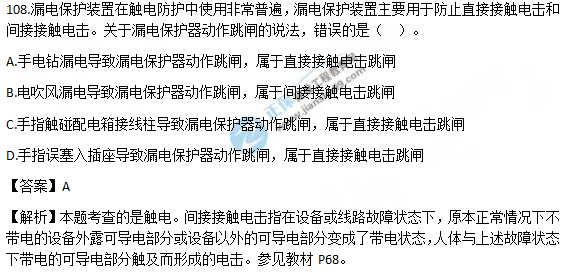 108.漏电保护装置在触电防护中使用非常普遍，漏电保护装置主要用于防止直接接触电击和
间接接触电击。关于漏电保护器动作跳闸的说法，错误的是（　）。
A.手电钻漏电导致漏电保护器动作跳闸，属于直接接触电击跳闸
B.电吹风漏电导致漏电保护器动作跳闸，属于间接接触电击跳闸
C.手指触碰配电箱接线柱导致漏电保护器动作跳闸，属于直接接触电击跳闸
D.手指误塞入插座导致漏电保护器动作跳闸，属于直接接触电击跳闸
【答案】A
【解析】本题考查的是触电。间接接触电击指在设备或线路故障状态下，原本正常情况下不
带电的设备外露可导电部分或设备以外的可导电部分变成了带电状态，人体与上述故障状态
下带电的可导电部分触及而形成的电击。参见教材 P68。